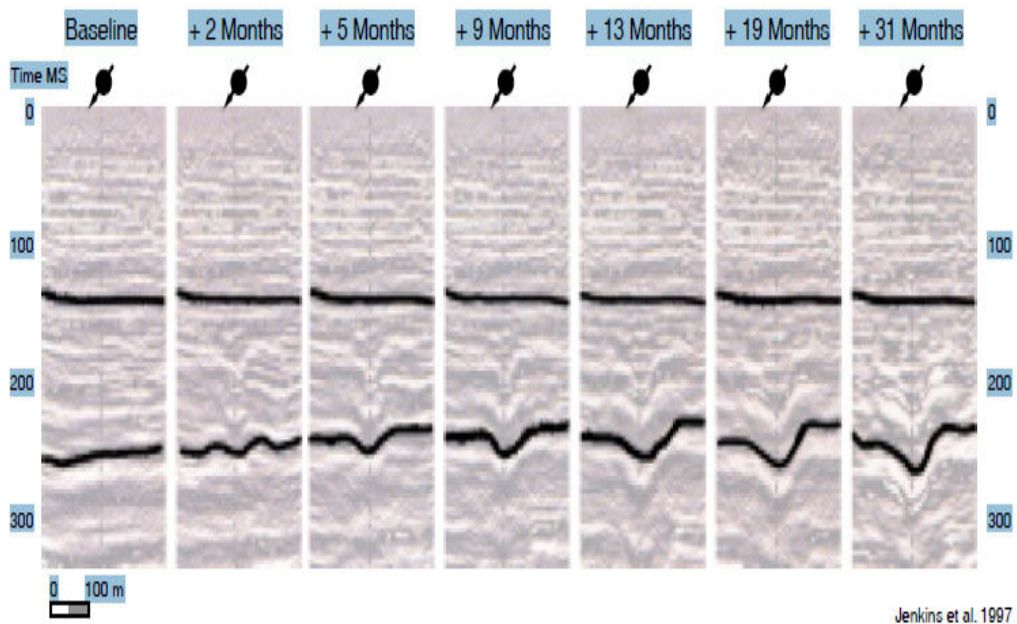 Baseline + 2 Months + 5 Months + 9 Months + 13 Months + 19 Months + 31 Months
Time MS
0 0
100 100
200 200
300 300
0 100 m
Jenkins et al. 1997